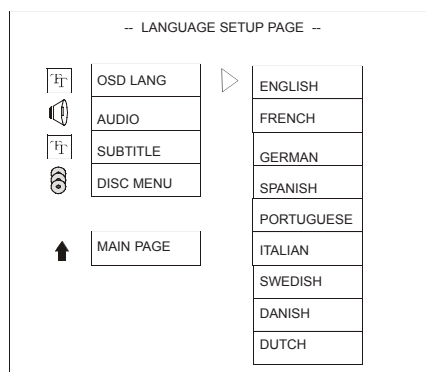 -- LANGUAGE SETUP PAGE --
OSD LANG
AUDIO
SUBTITLE
DISC MENU
MAIN PAGE
ENGLISH
FRENCH
GERMAN
SPANISH
PORTUGUESE
ITALIAN
SWEDISH
DANISH
DUTCH